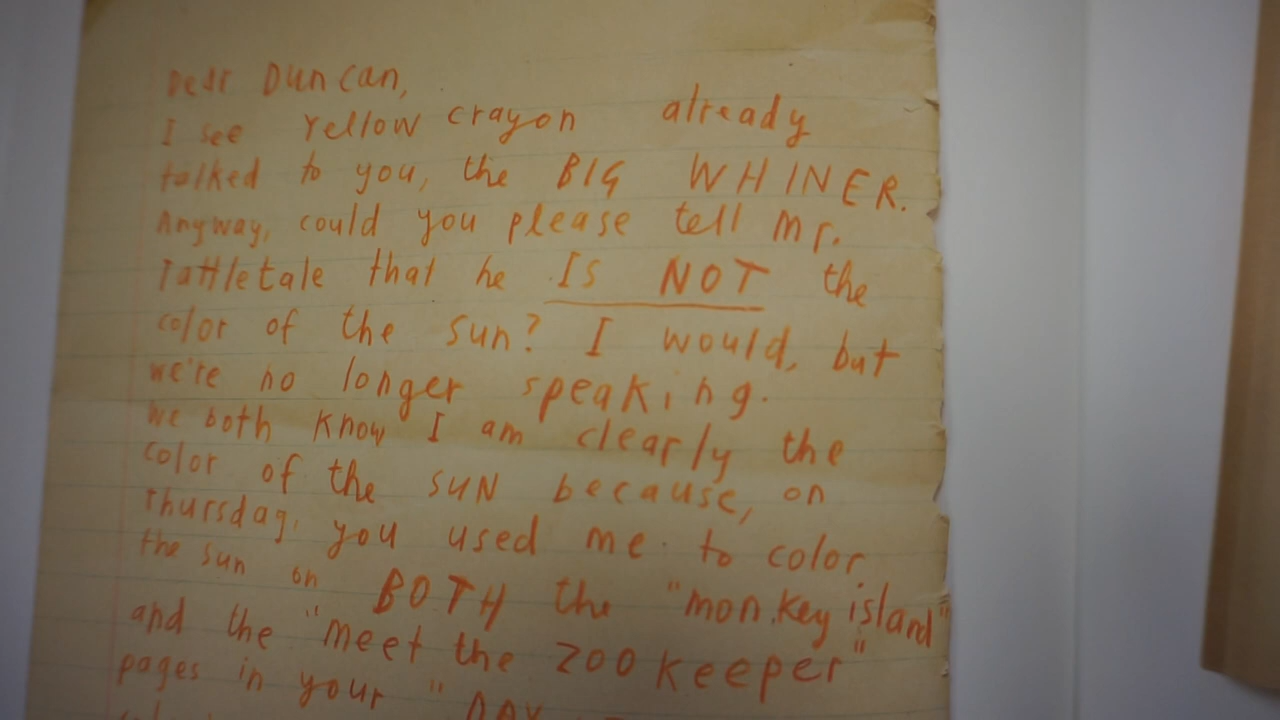 Dear Duncan,
I see Yellow crayon already
talked to you, the BIG WHINER.
Anyway, could you please tell Mr.
Tattletale that he IS NOT the
color of the sun? I would, but
we're no longer speaking.
We both know I am clearly the
color of the SUN because, on
Thursday, you used me to color
the sun on BOTH the "monkey island"
and the "meet the zookeeper"
pages in your "DAY